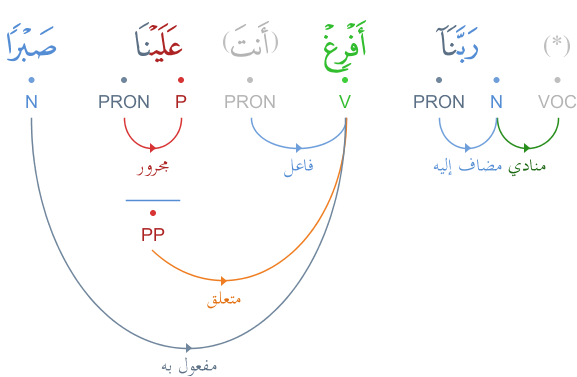 (*) رَبَّنَآ أَفْرِغْ (أَنتَ) عَلَيْنَا صَبْرًا
VOC N PRON V PRON P PRON N
منادي مضاف إليه فاعل مجرور
PP
متعلق
مفعول به